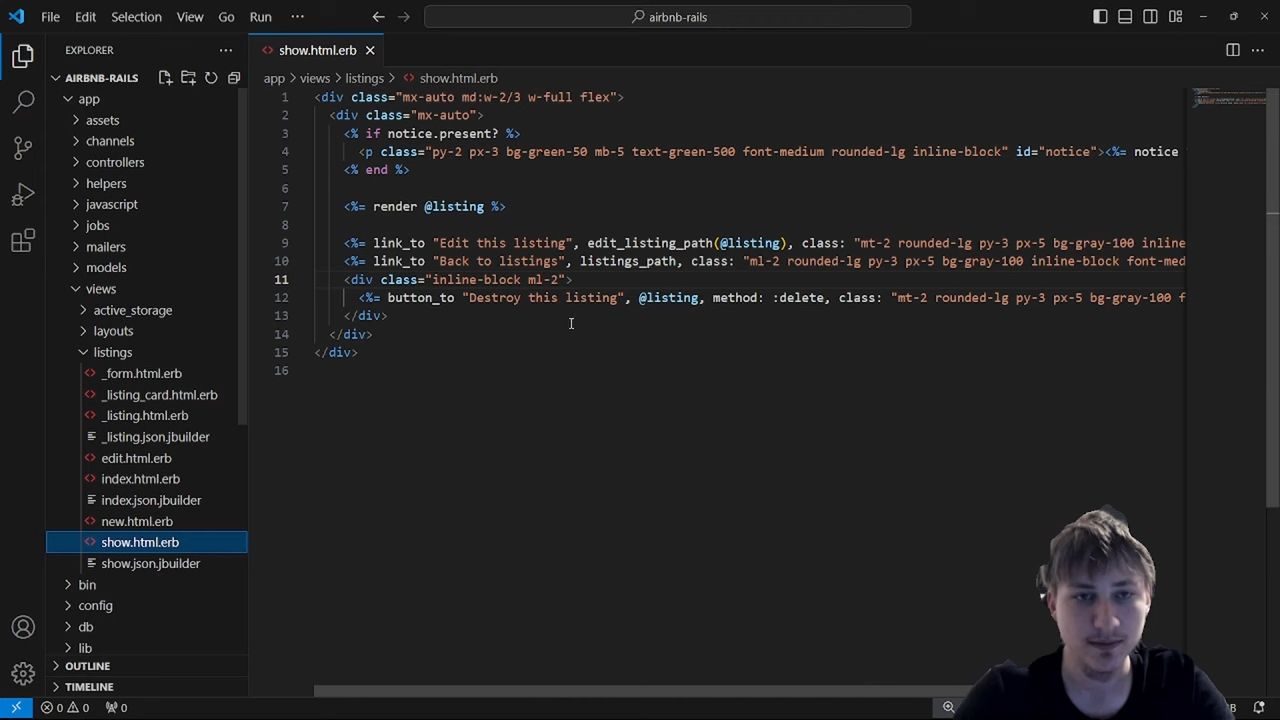 File Edit Selection View Go Run ··· airbnb-rails
EXPLORER ···
AIRBNB-RAILS
app
assets
channels
controllers
helpers
javascript
jobs
mailers
models
views
active_storage
layouts
listings
_form.html.erb
_listing_card.html.erb
_listing.html.erb
_listing.json.jbuilder
edit.html.erb
index.html.erb
index.json.jbuilder
new.html.erb
show.html.erb
show.json.jbuilder
bin
config
db
lib
OUTLINE
TIMELINE
show.html.erb
app > views > listings > show.html.erb
1 <div class="mx-auto md:w-2/3 w-full flex">
2 <div class="mx-auto">
3 <% if notice.present? %>
4 <p class="py-2 px-3 bg-green-50 mb-5 text-green-500 font-medium rounded-lg inline-block" id="notice"><%= notice
5 <% end %>
6
7 <%= render @listing %>
8
9 <%= link_to "Edit this listing", edit_listing_path(@listing), class: "mt-2 rounded-lg py-3 px-5 bg-gray-100 inline
10 <%= link_to "Back to listings", listings_path, class: "ml-2 rounded-lg py-3 px-5 bg-gray-100 inline-block font-med
11 <div class="inline-block ml-2">
12 <%= button_to "Destroy this listing", @listing, method: :delete, class: "mt-2 rounded-lg py-3 px-5 bg-gray-100 f
13 </div>
14 </div>
15 </div>
16
0 0 0